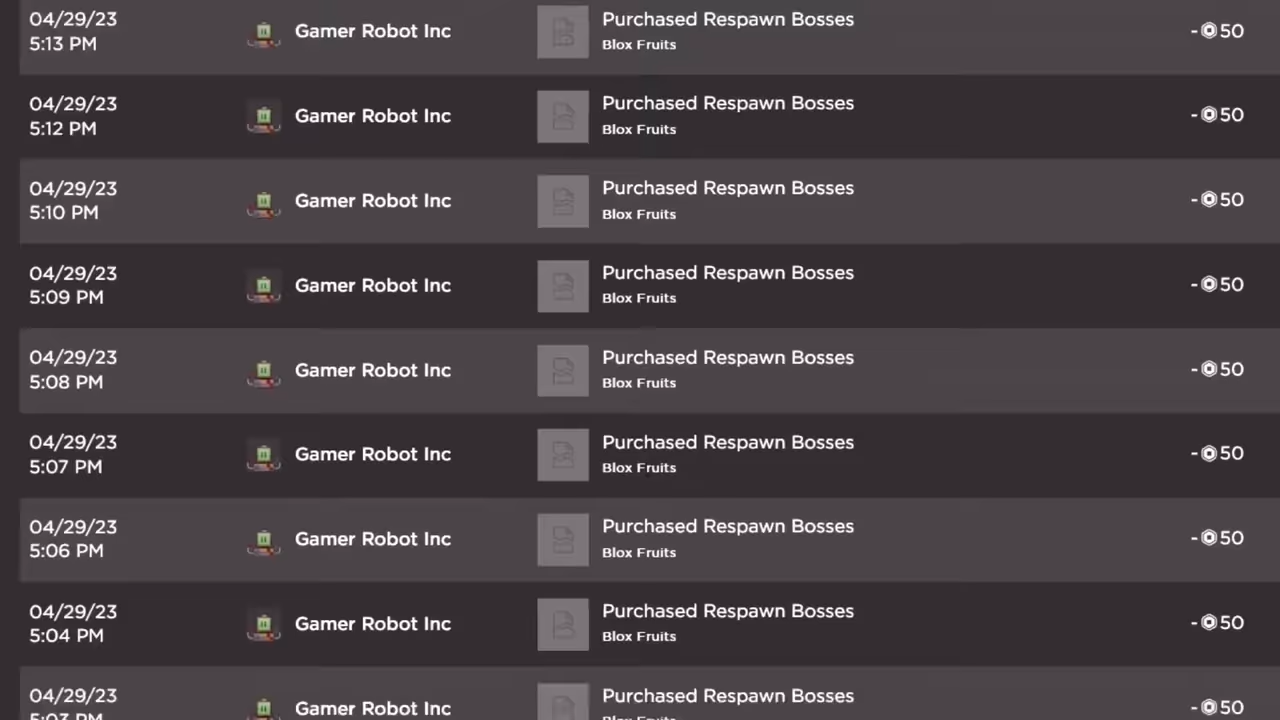 04/29/23
5:13 PM
Gamer Robot Inc
Purchased Respawn Bosses
Blox Fruits
-50
04/29/23
5:12 PM
Gamer Robot Inc
Purchased Respawn Bosses
Blox Fruits
-50
04/29/23
5:10 PM
Gamer Robot Inc
Purchased Respawn Bosses
Blox Fruits
-50
04/29/23
5:09 PM
Gamer Robot Inc
Purchased Respawn Bosses
Blox Fruits
-50
04/29/23
5:08 PM
Gamer Robot Inc
Purchased Respawn Bosses
Blox Fruits
-50
04/29/23
5:07 PM
Gamer Robot Inc
Purchased Respawn Bosses
Blox Fruits
-50
04/29/23
5:06 PM
Gamer Robot Inc
Purchased Respawn Bosses
Blox Fruits
-50
04/29/23
5:04 PM
Gamer Robot Inc
Purchased Respawn Bosses
Blox Fruits
-50
04/29/23
5:03 PM
Gamer Robot Inc
Purchased Respawn Bosses
Blox Fruits
-50